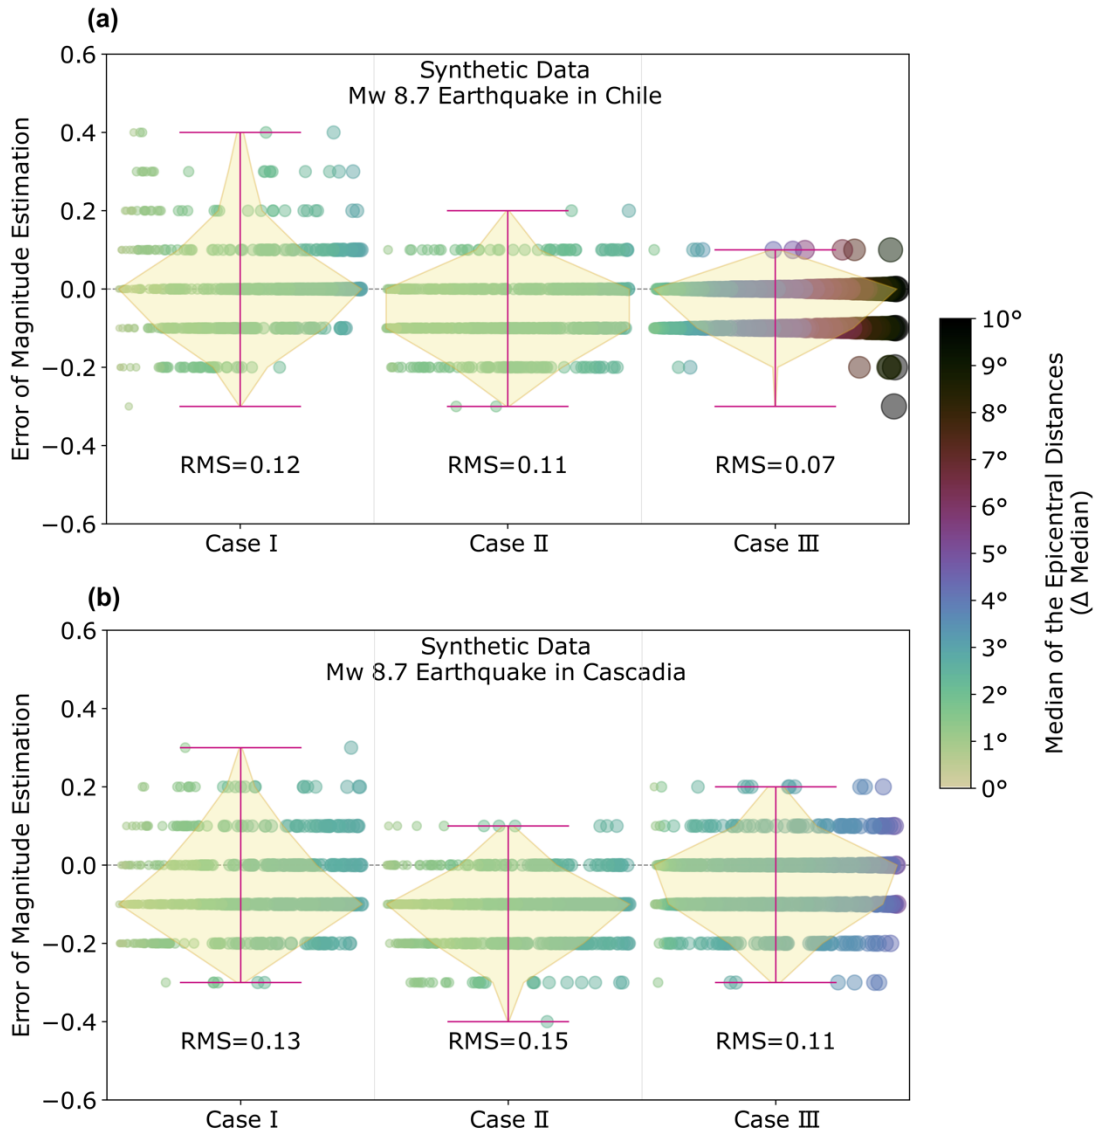 (a)
Synthetic Data
Mw 8.7 Earthquake in Chile
Error of Magnitude Estimation
0.6
0.4
0.2
0.0
−0.2
−0.4
−0.6
RMS=0.12
RMS=0.11
RMS=0.07
Case Ⅰ
Case Ⅱ
Case Ⅲ
(b)
Synthetic Data
Mw 8.7 Earthquake in Cascadia
Error of Magnitude Estimation
0.6
0.4
0.2
0.0
−0.2
−0.4
−0.6
RMS=0.13
RMS=0.15
RMS=0.11
Case Ⅰ
Case Ⅱ
Case Ⅲ
10°
9°
8°
7°
6°
5°
4°
3°
2°
1°
0°
Median of the Epicentral Distances
(Δ Median)